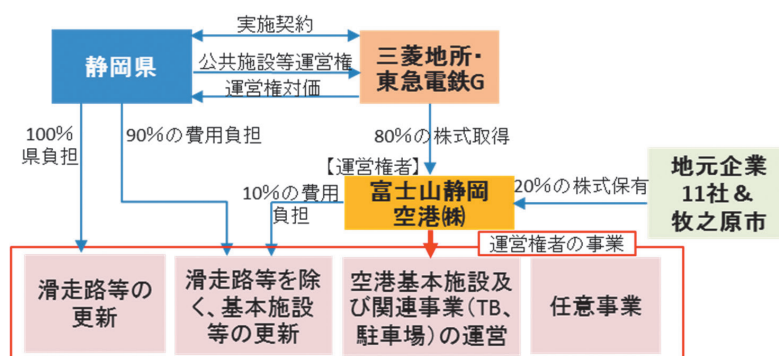 実施契約
静岡県
公共施設等運営権
運営権対価
三菱地所・
東急電鉄G
100%
県負担
90%の費用負担
80%の株式取得
【運営権者】
10%の費用
負担
富士山静岡
空港㈱
20%の株式保有
地元企業
11社&
牧之原市
運営権者の事業
滑走路等の
更新
滑走路等を除
く、基本施設
等の更新
空港基本施設及
び関連事業(TB、
駐車場)の運営
任意事業